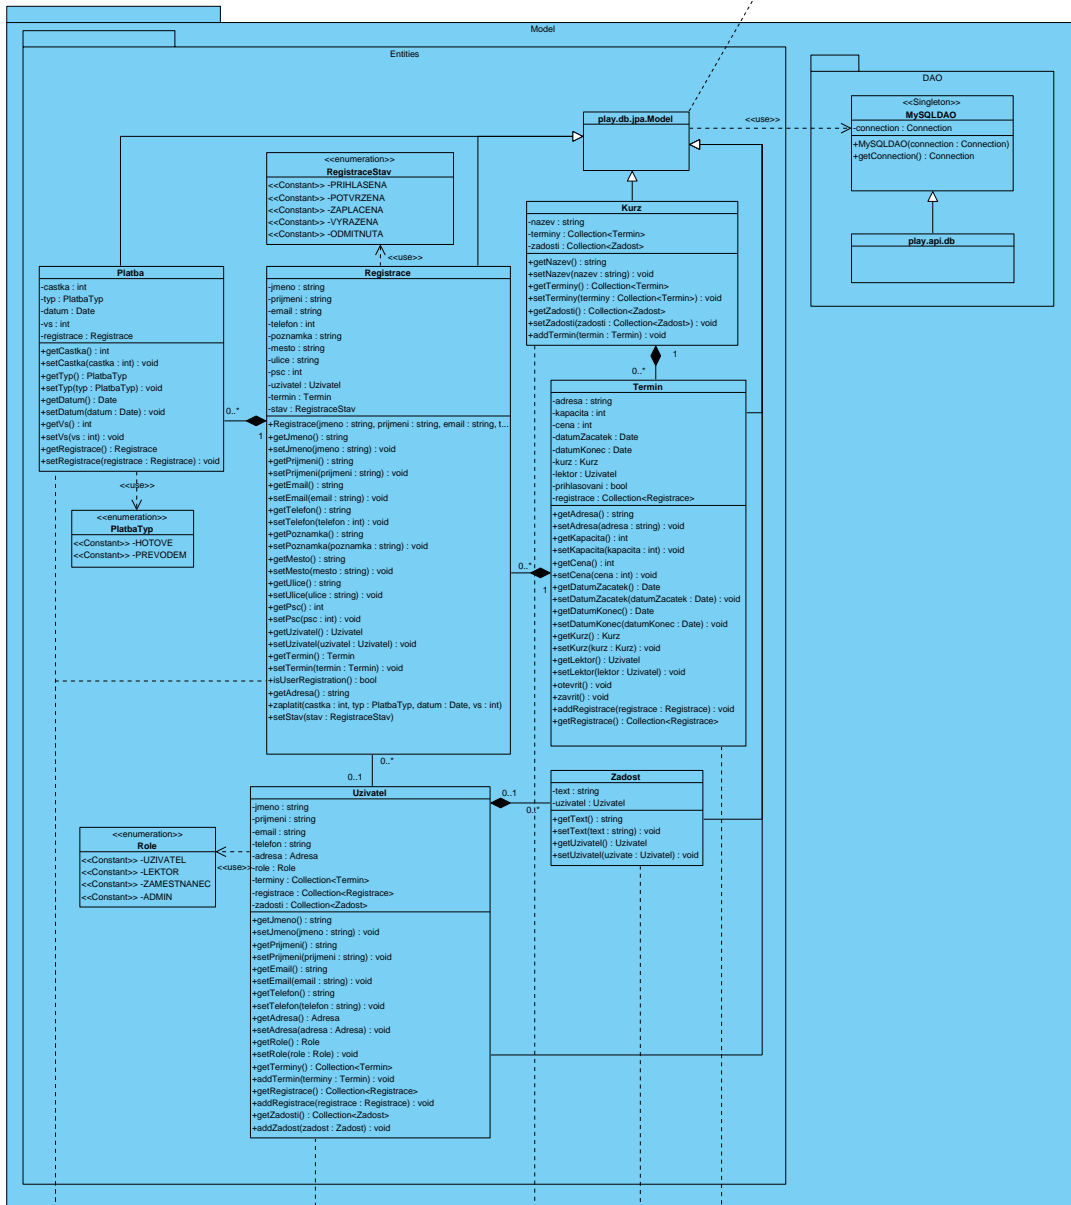 Model
Entities
DAO
play.db.jpa.Model
<<use>>
<<Singleton>>
MySQLDAO
-connection : Connection
+MySQLDAO(connection : Connection)
+getConnection() : Connection
play.api.db
<<enumeration>>
RegistraceStav
<<Constant>> -PRIHLASENA
<<Constant>> -POTVRZENA
<<Constant>> -ZAPLACENA
<<Constant>> -VYRAZENA
<<Constant>> -ODMITNUTA
<<use>>
Kurz
-nazev : string
-terminy : Collection<Termin>
-zadosti : Collection<Zadost>
+getNazev() : string
+setNazev(nazev : string) : void
+getTerminy() : Collection<Termin>
+setTerminy(terminy : Collection<Termin>) : void
+getZadosti() : Collection<Zadost>
+setZadosti(zadosti : Collection<Zadost>) : void
+addTermin(termin : Termin) : void
1
0..*
Platba
-castka : int
-typ : PlatbaTyp
-datum : Date
-vs : int
-registrace : Registrace
+getCastka() : int
+setCastka(castka : int) : void
+getTyp() : PlatbaTyp
+setTyp(typ : PlatbaTyp) : void
+getDatum() : Date
+setDatum(datum : Date) : void
+getVs() : int
+setVs(vs : int) : void
+getRegistrace() : Registrace
+setRegistrace(registrace : Registrace) : void
0..*
1
<<use>>
<<enumeration>>
PlatbaTyp
<<Constant>> -HOTOVE
<<Constant>> -PREVODEM
Registrace
-jmeno : string
-prijmeni : string
-email : string
-telefon : int
-poznamka : string
-mesto : string
-ulice : string
-psc : int
-uzivatel : Uzivatel
-termin : Termin
-stav : RegistraceStav
+Registrace(jmeno : string, prijmeni : string, email : string, t...
+getJmeno() : string
+setJmeno(jmeno : string) : void
+getPrijmeni() : string
+setPrijmeni(prijmeni : string) : void
+getEmail() : string
+setEmail(email : string) : void
+getTelefon() : string
+setTelefon(telefon : int) : void
+getPoznamka() : string
+setPoznamka(poznamka : string) : void
+getMesto() : string
+setMesto(mesto : string) : void
+getUlice() : string
+setUlice(ulice : string) : void
+getPsc() : int
+setPsc(psc : int) : void
+getUzivatel() : Uzivatel
+setUzivatel(uzivatel : Uzivatel) : void
+getTermin() : Termin
+setTermin(termin : Termin) : void
+isUserRegistration() : bool
+getAdresa() : string
+zaplatit(castka : int, typ : PlatbaTyp, datum : Date, vs : int)
+setStav(stav : RegistraceStav)
0..*
1
0..*
0..1
Termin
-adresa : string
-kapacita : int
-cena : int
-datumZacatek : Date
-datumKonec : Date
-kurz : Kurz
-lektor : Uzivatel
-prihlasovani : bool
-registrace : Collection<Registrace>
+getAdresa() : string
+setAdresa(adresa : string) : void
+getKapacita() : int
+setKapacita(kapacita : int) : void
+getCena() : int
+setCena(cena : int) : void
+getDatumZacatek() : Date
+setDatumZacatek(datumZacatek : Date) : void
+getDatumKonec() : Date
+setDatumKonec(datumKonec : Date) : void
+getKurz() : Kurz
+setKurz(kurz : Kurz) : void
+getLektor() : Uzivatel
+setLektor(lektor : Uzivatel) : void
+otevrit() : void
+zavrit() : void
+addRegistrace(registrace : Registrace) : void
+getRegistrace() : Collection<Registrace>
Uzivatel
-jmeno : string
-prijmeni : string
-email : string
-telefon : string
-adresa : Adresa
-role : Role
-terminy : Collection<Termin>
-registrace : Collection<Registrace>
-zadosti : Collection<Zadost>
+getJmeno() : string
+setJmeno(jmeno : string) : void
+getPrijmeni() : string
+setPrijmeni(prijmeni : string) : void
+getEmail() : string
+setEmail(email : string) : void
+getTelefon() : string
+setTelefon(telefon : string) : void
+getAdresa() : Adresa
+setAdresa(adresa : Adresa) : void
+getRole() : Role
+setRole(role : Role) : void
+getTerminy() : Collection<Termin>
+addTermin(terminy : Termin) : void
+getRegistrace() : Collection<Registrace>
+addRegistrace(registrace : Registrace) : void
+getZadosti() : Collection<Zadost>
+addZadost(zadost : Zadost) : void
0..1
0..*
Zadost
-text : string
-uzivatel : Uzivatel
+getText() : string
+setText(text : string) : void
+getUzivatel() : Uzivatel
+setUzivatel(uzivate : Uzivatel) : void
<<enumeration>>
Role
<<Constant>> -UZIVATEL
<<Constant>> -LEKTOR
<<Constant>> -ZAMESTNANEC
<<Constant>> -ADMIN
<<use>>